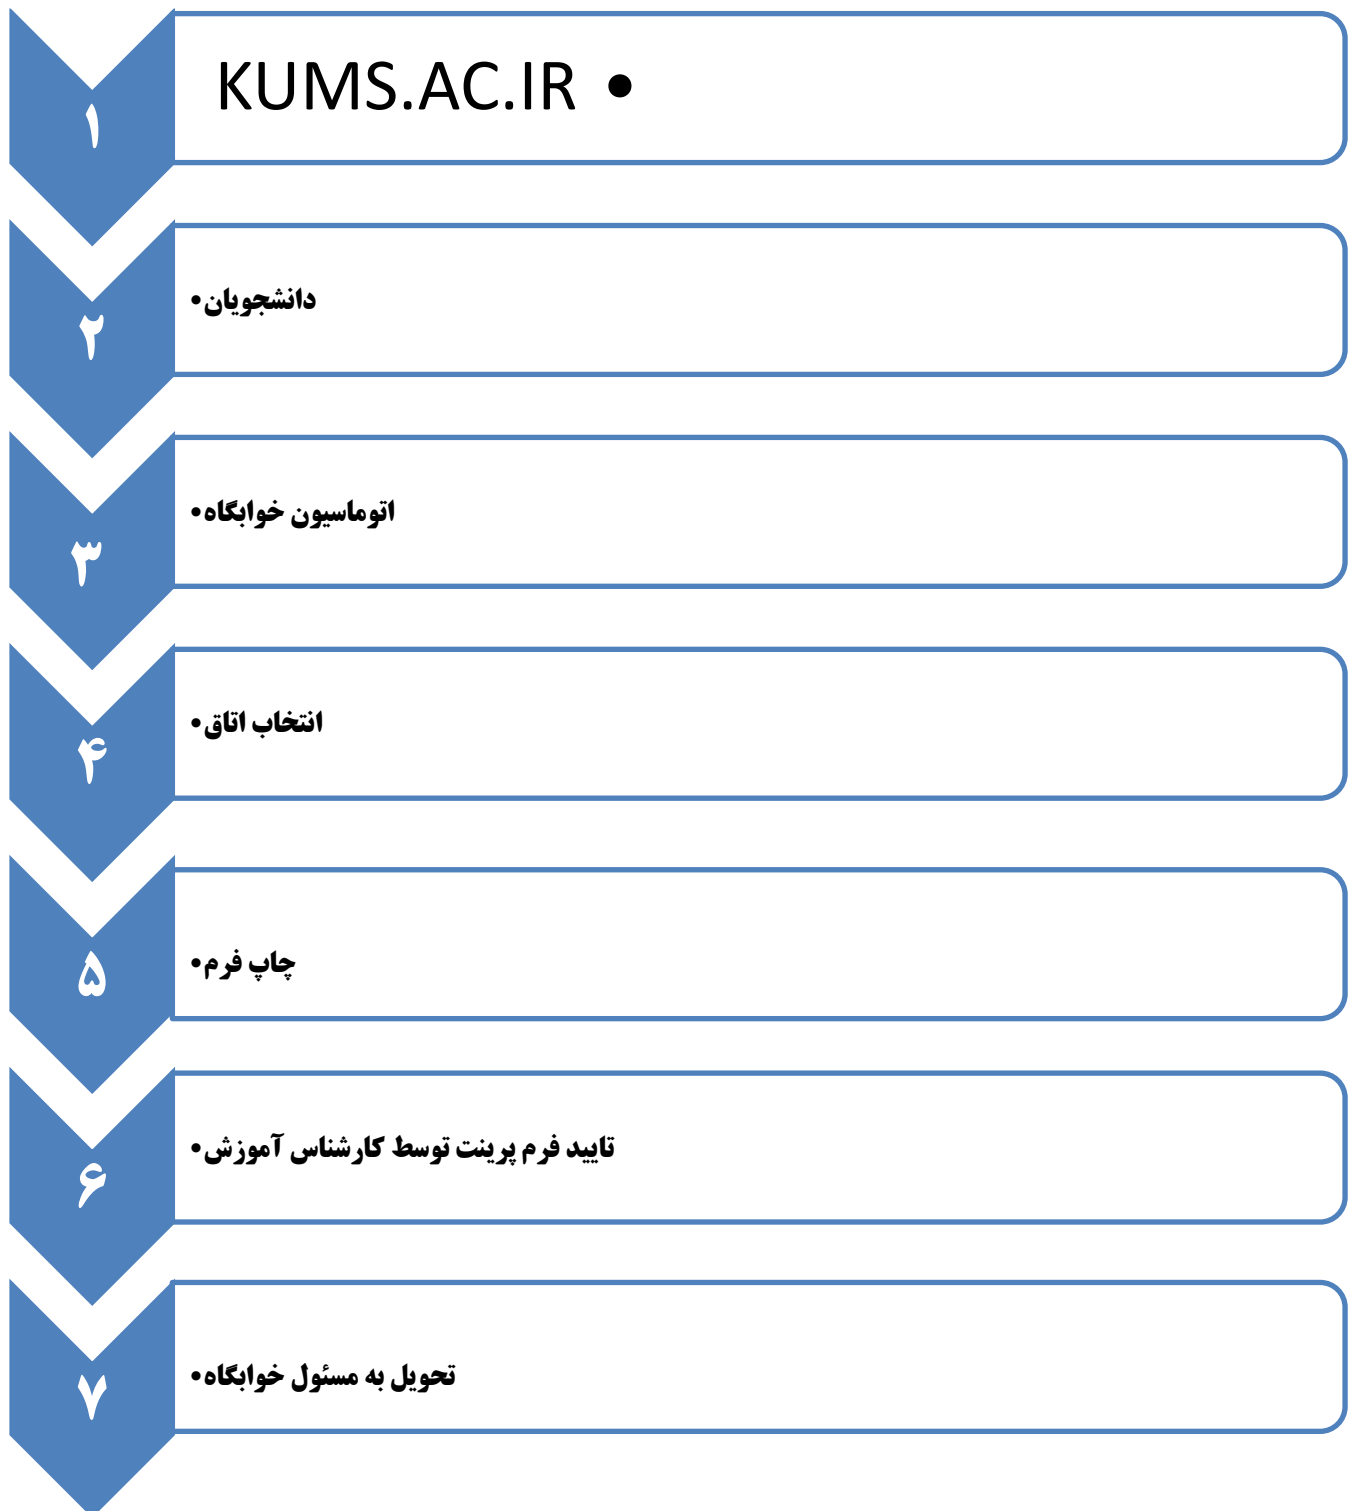 ۱
KUMS.AC.IR •
۲
دانشجویان•
۳
اتوماسیون خوابگاه•
۴
انتخاب اتاق•
۵
چاپ فرم•
۶
تایید فرم پرینت توسط کارشناس آموزش•
۷
تحویل به مسئول خوابگاه•